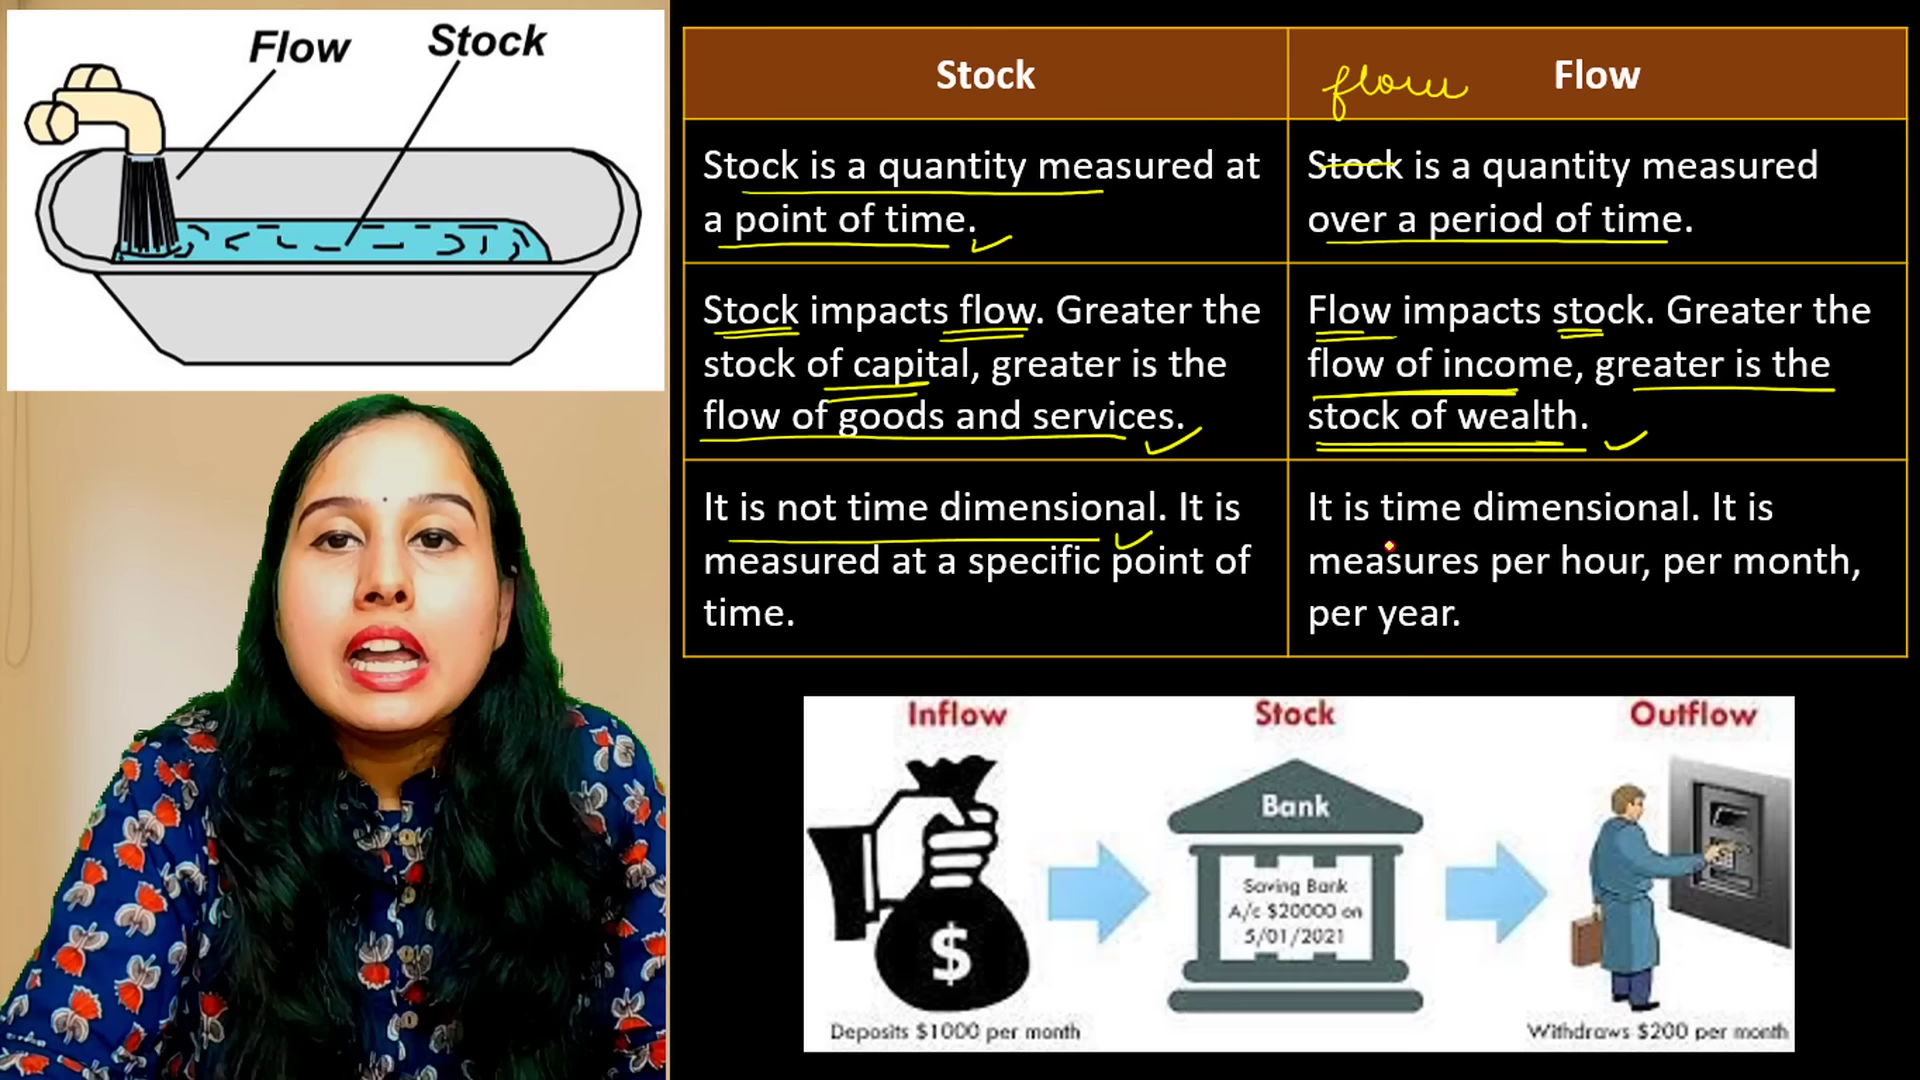 Flow Stock
Stock
flow Flow
Stock is a quantity measured at
a point of time.
Stock is a quantity measured
over a period of time.
Stock impacts flow. Greater the
stock of capital, greater is the
flow of goods and services.
Flow impacts stock. Greater the
flow of income, greater is the
stock of wealth.
It is not time dimensional. It is
measured at a specific point of
time.
It is time dimensional. It is
measures per hour, per month,
per year.
Inflow
$
Deposits $1000 per month
Stock
Bank
Saving Bank
A/c $20000 on
5/01/2021
Outflow
Withdraws $200 per month